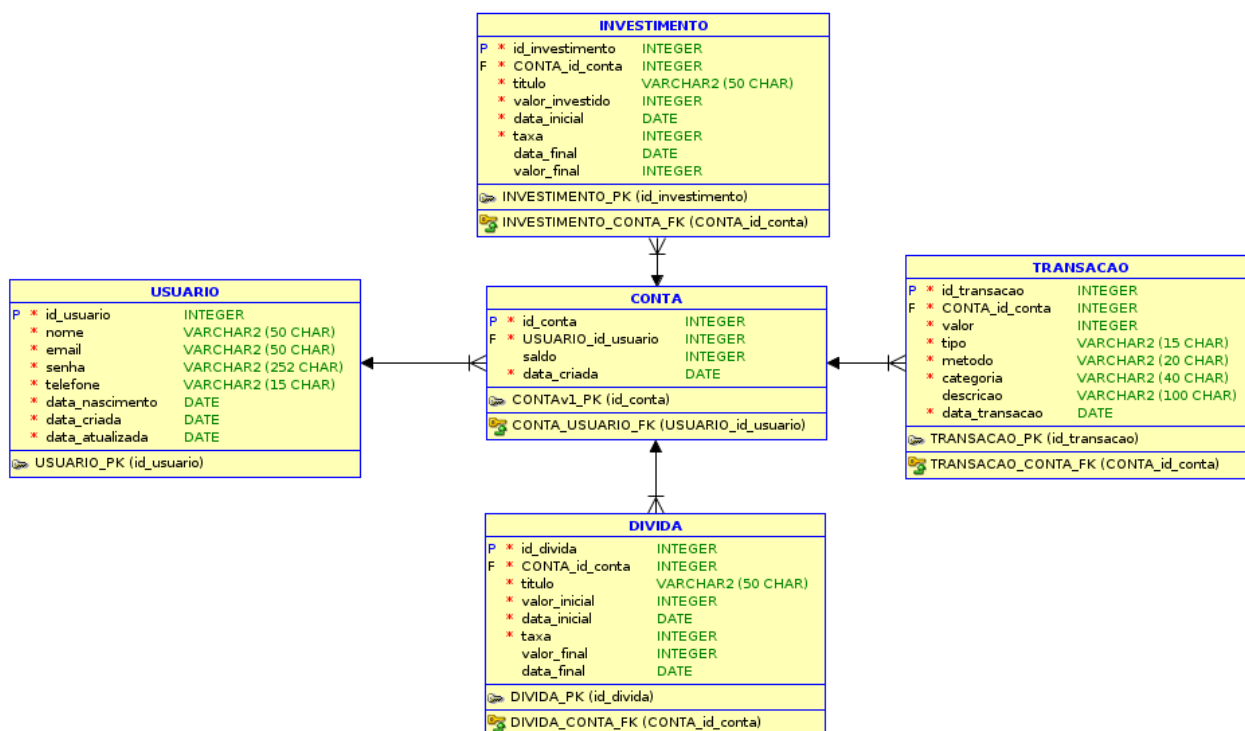 INVESTIMENTO
P * id_investimento INTEGER
F * CONTA_id_conta INTEGER
* titulo VARCHAR2 (50 CHAR)
* valor_investido INTEGER
* data_inicial DATE
* taxa INTEGER
data_final DATE
valor_final INTEGER
INVESTIMENTO_PK (id_investimento)
INVESTIMENTO_CONTA_FK (CONTA_id_conta)
USUARIO
P * id_usuario INTEGER
* nome VARCHAR2 (50 CHAR)
* email VARCHAR2 (50 CHAR)
* senha VARCHAR2 (252 CHAR)
* telefone VARCHAR2 (15 CHAR)
* data_nascimento DATE
* data_criada DATE
* data_atualizada DATE
USUARIO_PK (id_usuario)
CONTA
P * id_conta INTEGER
F * USUARIO_id_usuario INTEGER
saldo INTEGER
* data_criada DATE
CONTAv1_PK (id_conta)
CONTA_USUARIO_FK (USUARIO_id_usuario)
TRANSACAO
P * id_transacao INTEGER
F * CONTA_id_conta INTEGER
* valor INTEGER
* tipo VARCHAR2 (15 CHAR)
* metodo VARCHAR2 (20 CHAR)
* categoria VARCHAR2 (40 CHAR)
descricao VARCHAR2 (100 CHAR)
* data_transacao DATE
TRANSACAO_PK (id_transacao)
TRANSACAO_CONTA_FK (CONTA_id_conta)
DIVIDA
P * id_divida INTEGER
F * CONTA_id_conta INTEGER
* titulo VARCHAR2 (50 CHAR)
* valor_inicial INTEGER
* data_inicial DATE
* taxa INTEGER
valor_final INTEGER
data_final DATE
DIVIDA_PK (id_divida)
DIVIDA_CONTA_FK (CONTA_id_conta)